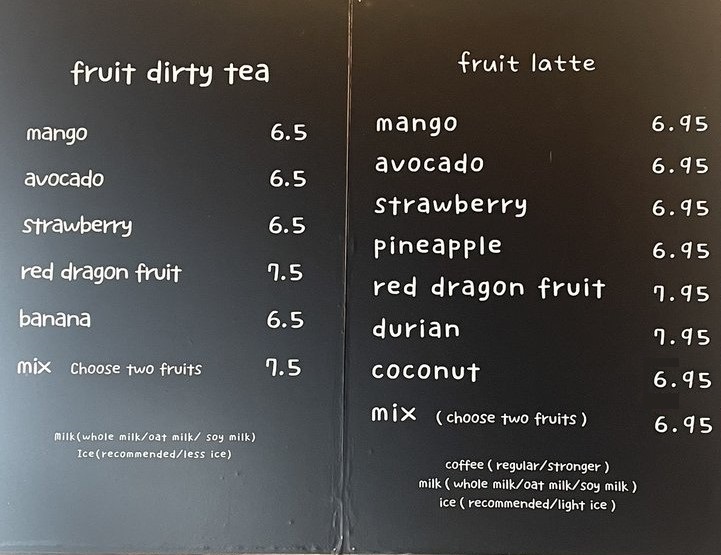 fruit dirty tea
mango 6.5
avocado 6.5
strawberry 6.5
red dragon fruit 7.5
banana 6.5
mix Choose two fruits 7.5
Milk(whole milk/oat milk/ soy milk)
Ice(recommended/less ice)
fruit latte
mango 6.95
avocado 6.95
strawberry 6.95
pineapple 6.95
red dragon fruit 7.95
durian 7.95
coconut 6.95
mix ( choose two fruits ) 6.95
coffee ( regular/stronger )
milk ( whole milk/oat milk/soy milk )
ice ( recommended/light ice )